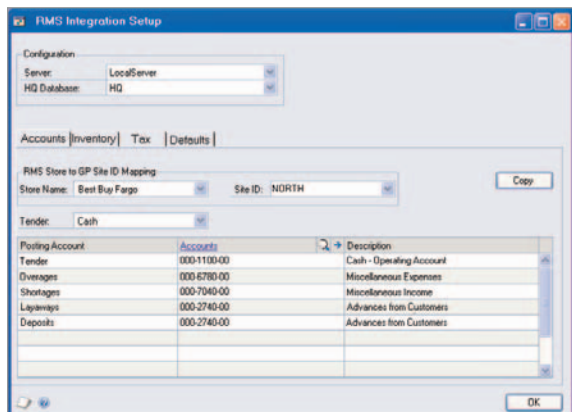 RMS Integration Setup
Configuration
Server: LocalServer
HQ Database: HQ
Accounts Inventory Tax Defaults
RMS Store to GP Site ID Mapping
Store Name: Best Buy Fargo Site ID: NORTH
Copy
Tender: Cash
Posting Account Accounts Description
Tender 000-1100-00 Cash - Operating Account
Overages 000-6780-00 Miscellaneous Expenses
Shortages 000-7040-00 Miscellaneous Income
Layaways 000-2740-00 Advances from Customers
Deposits 000-2740-00 Advances from Customers
OK